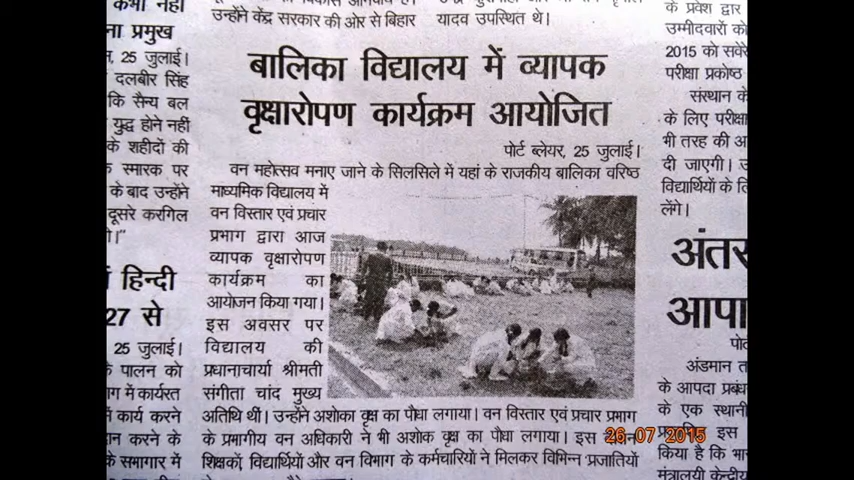 कभी नहीं
ना प्रमुख
, 25 जुलाई।
दलबीर सिंह
कि सैन्य बल
युद्ध होने नहीं
के शहीदों की
स्मारक पर
के बाद उन्होंने
दूसरे करगिल
हिन्दी
27 से
25 जुलाई।
पालन को
में कार्यरत
कार्य करने
करने के
के समागार में
उन्होंने केंद्र सरकार की ओर से बिहार
यादव उपस्थित थे।
बालिका विद्यालय में व्यापक
वृक्षारोपण कार्यक्रम आयोजित
पोर्ट ब्लेयर, 25 जुलाई।
वन महोत्सव मनाए जाने के सिलसिले में यहां के राजकीय बालिका वरिष्ठ
माध्यमिक विद्यालय में
वन विस्तार एवं प्रचार
प्रभाग द्वारा आज
व्यापक वृक्षारोपण
कार्यक्रम का
आयोजन किया गया।
इस अवसर पर
विद्यालय की
प्रधानाचार्या श्रीमती
संगीता चांद मुख्य
अतिथि थीं। उन्होंने अशोका वृक्ष का पौधा लगाया। वन विस्तार एवं प्रचार प्रभाग
के प्रभागीय वन अधिकारी ने भी अशोक वृक्ष का पौधा लगाया। इस
शिक्षकों, विद्यार्थियों और वन विभाग के कर्मचारियों ने मिलकर विभिन्न प्रजातियों
के प्रवेश द्वार
उम्मीदवारों को
2015 को सवेरे
परीक्षा प्रकोष्ठ
संस्थान के
के लिए परीक्षा
भी तरह की
दी जाएगी।
विद्यार्थियों के
लेंगे।
अंतर
आपा
अंडमान
के आपदा प्रबंध
के एक स्थानी
इस
किया है कि
मंत्रालयी केन्द्रीय
26 07 2015